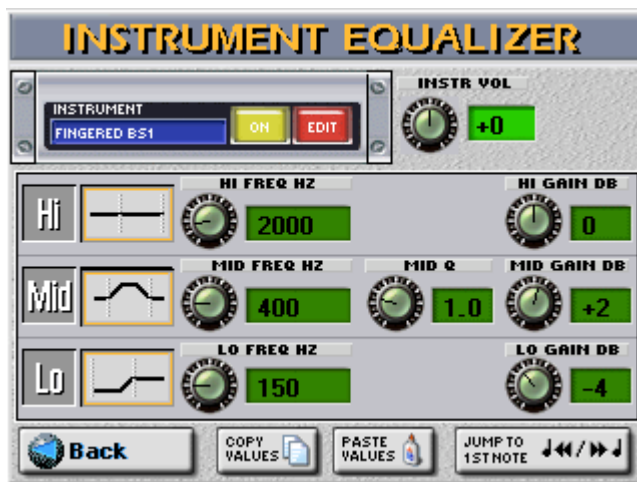 INSTRUMENT EQUALIZER
INSTRUMENT
FINGERED BS1
ON
EDIT
INSTR VOL
+0
Hi
HI FREQ HZ
2000
HI GAIN DB
0
Mid
MID FREQ HZ
400
MID Q
1.0
MID GAIN DB
+2
Lo
LO FREQ HZ
150
LO GAIN DB
-4
Back
COPY
VALUES
PASTE
VALUES
JUMP TO
1ST NOTE